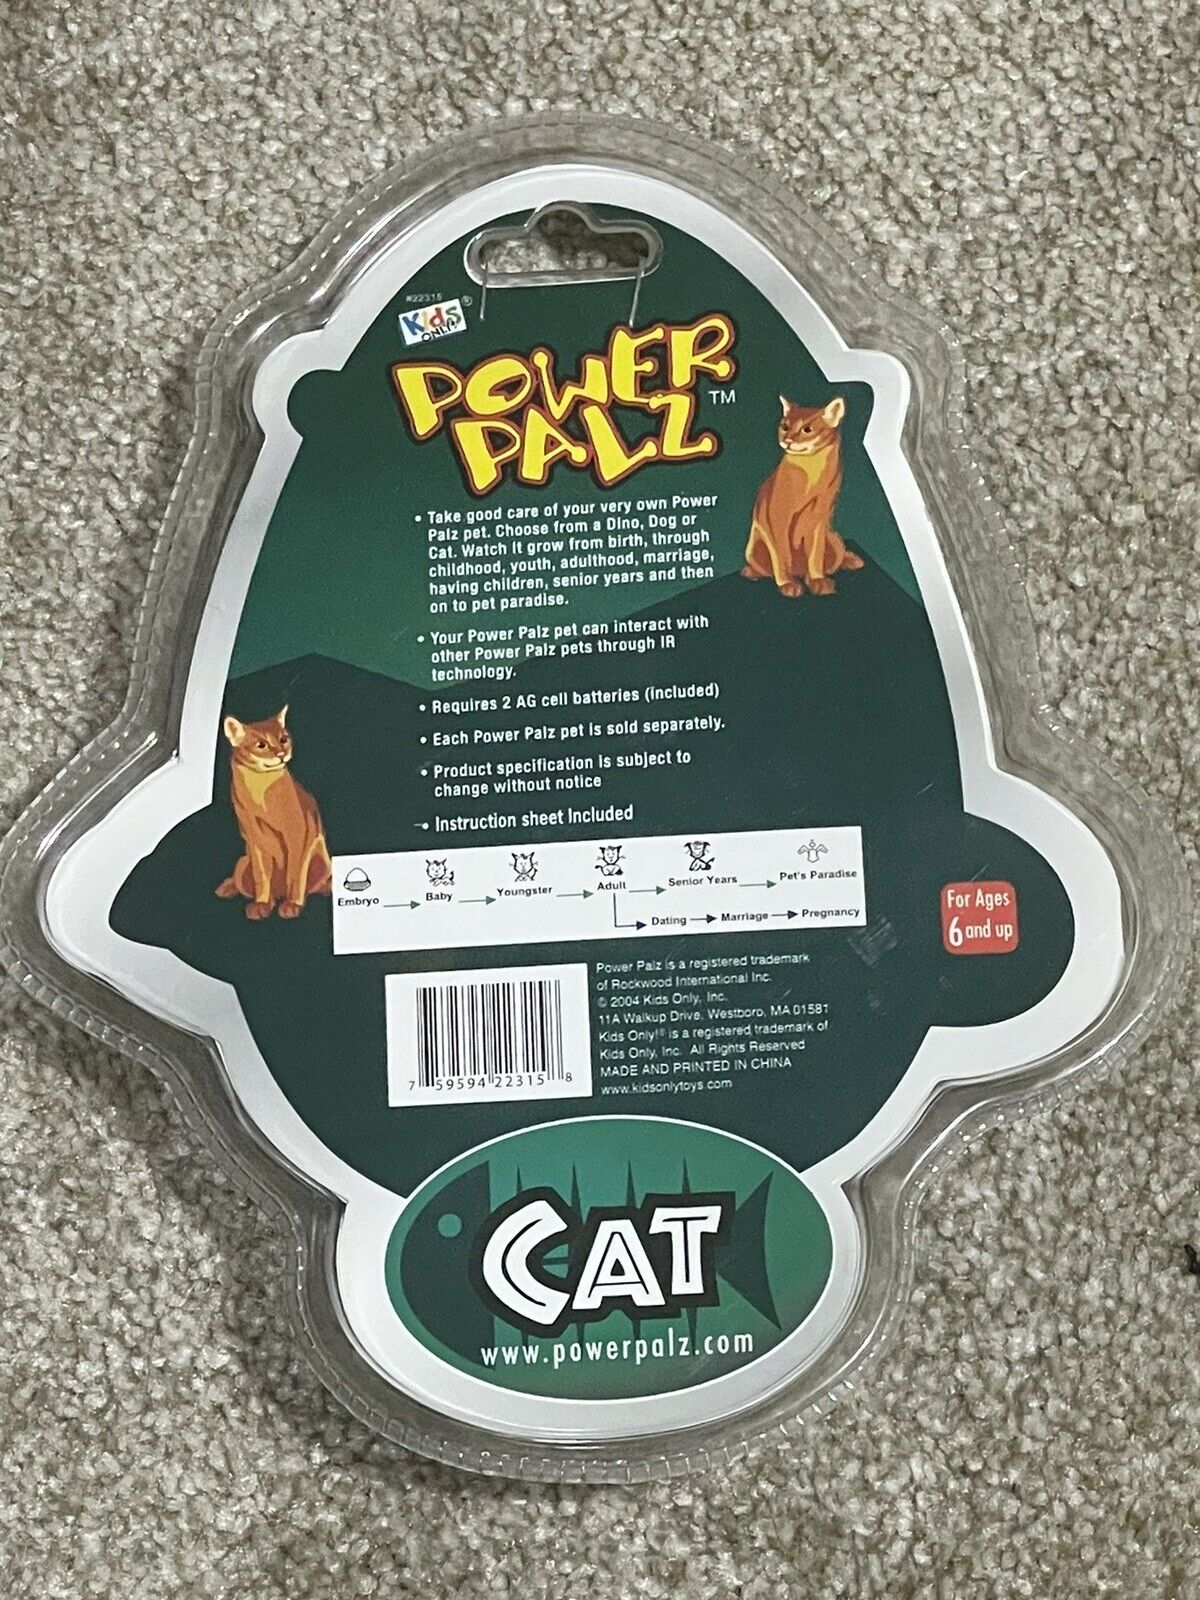 #22315
Kids ®
ONLY!
POWER
PALZ™
• Take good care of your very own Power
Palz pet. Choose from a Dino, Dog or
Cat. Watch it grow from birth, through
childhood, youth, adulthood, marriage,
having children, senior years and then
on to pet paradise.
• Your Power Palz pet can interact with
other Power Palz pets through IR
technology.
• Requires 2 AG cell batteries (included)
• Each Power Palz pet is sold separately.
• Product specification is subject to
change without notice
• Instruction sheet Included
Embryo Baby Youngster Adult Senior Years Pet's Paradise
Dating Marriage Pregnancy
For Ages
6 and up
Power Palz is a registered trademark
of Rockwood International Inc.
© 2004 Kids Only, Inc.
11A Walkup Drive, Westboro, MA 01581
Kids Only!® is a registered trademark of
Kids Only, Inc. All Rights Reserved
MADE AND PRINTED IN CHINA
www.kidsonlytoys.com
7 59594 22315 8
CAT
www.powerpalz.com